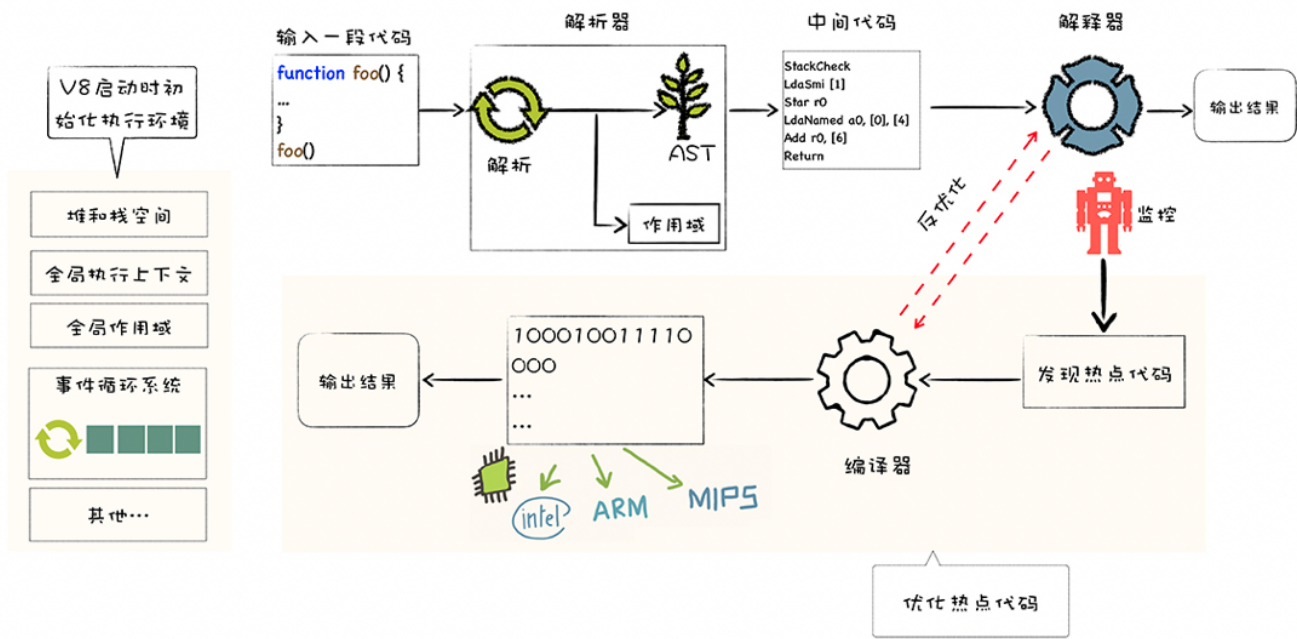 V8启动时初
始化执行环境
堆和栈空间
全局执行上下文
全局作用域
事件循环系统
其他…
输入一段代码
function foo() {
...
}
foo()
解析器
解析
AST
作用域
中间代码
StackCheck
LdaSmi [1]
Star r0
LdaNamed a0, [0], [4]
Add r0, [6]
Return
解释器
输出结果
反优化
监控
发现热点代码
编译器
100010011110
000
...
...
输出结果
intel
ARM
MIPS
优化热点代码